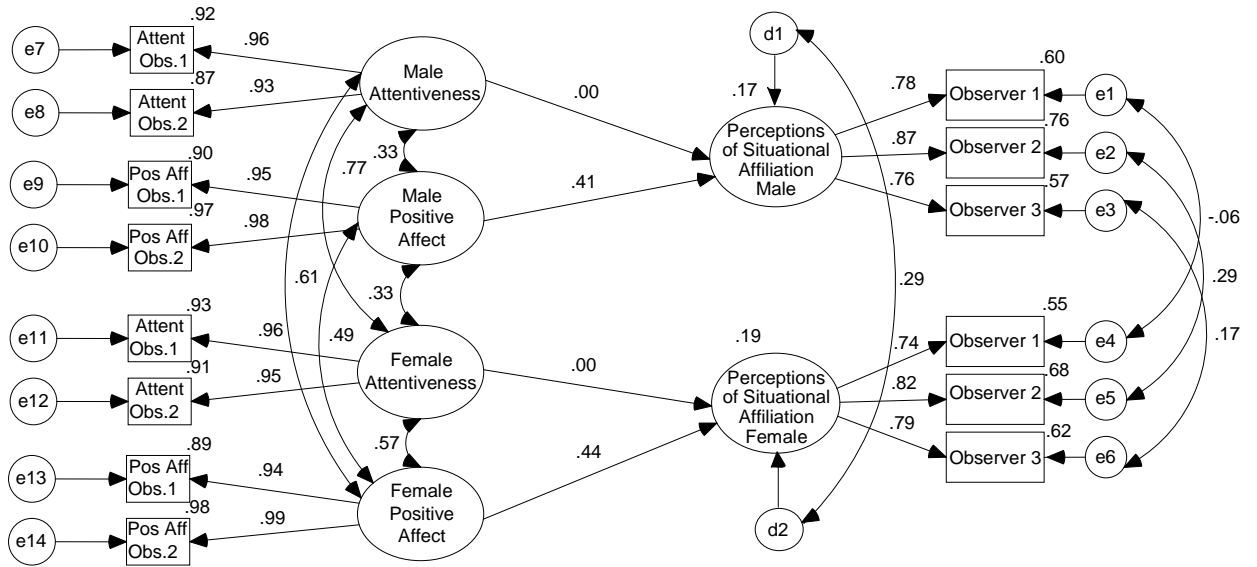 .92
e7
Attent
Obs.1
.96
.87
e8
Attent
Obs.2
.93
Male
Attentiveness
.00
.90
e9
Pos Aff
Obs.1
.95
.97
e10
Pos Aff
Obs.2
.98
.77
.33
Male
Positive
Affect
.41
.61
.33
.49
.93
e11
Attent
Obs.1
.96
.91
e12
Attent
Obs.2
.95
Female
Attentiveness
.00
.57
.89
e13
Pos Aff
Obs.1
.94
.98
e14
Pos Aff
Obs.2
.99
Female
Positive
Affect
.44
d1
.17
Perceptions
of Situational
Affiliation
Male
.78
.87
.76
.60
Observer 1
e1
.76
Observer 2
e2
.57
Observer 3
e3
-.06
.29
.29
.17
.19
Perceptions
of Situational
Affiliation
Female
d2
.74
.82
.79
.55
Observer 1
e4
.68
Observer 2
e5
.62
Observer 3
e6